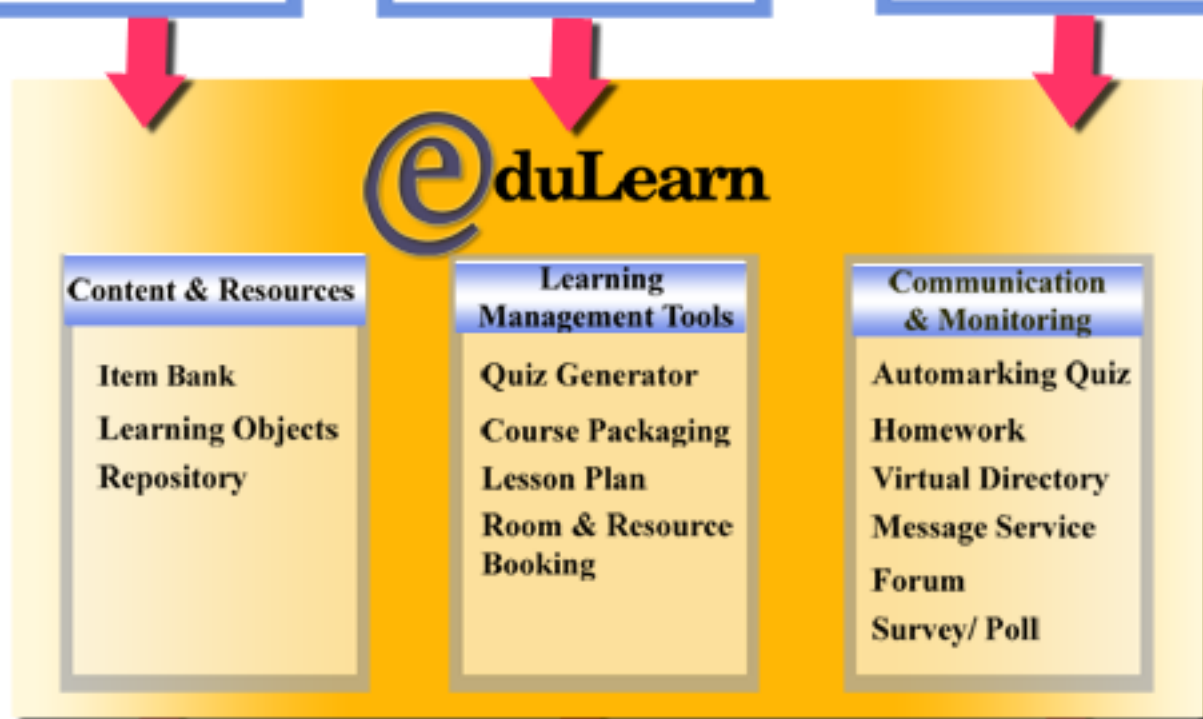 eduLearn
Content & Resources
Item Bank
Learning Objects
Repository
Learning
Management Tools
Quiz Generator
Course Packaging
Lesson Plan
Room & Resource
Booking
Communication
& Monitoring
Automarking Quiz
Homework
Virtual Directory
Message Service
Forum
Survey/ Poll